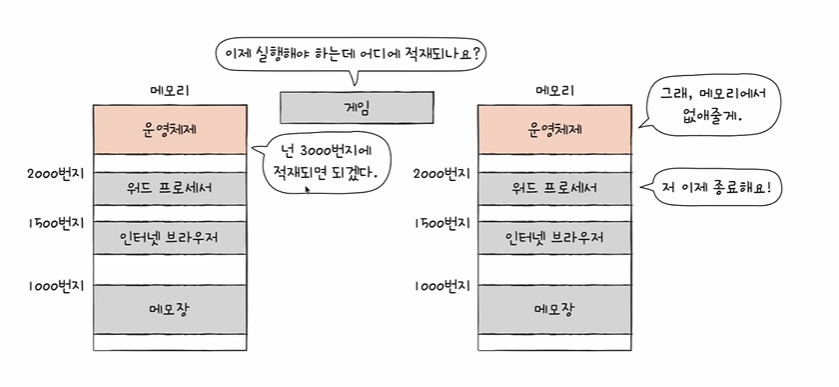 이제 실행해야 하는데 어디에 적재되나요?
게임
메모리
운영체제
넌 3000번지에
적재되면 되겠다.
2000번지
워드 프로세서
1500번지
인터넷 브라우저
1000번지
메모장
메모리
운영체제
그래, 메모리에서
없애줄게.
2000번지
워드 프로세서
저 이제 종료해요!
1500번지
인터넷 브라우저
1000번지
메모장